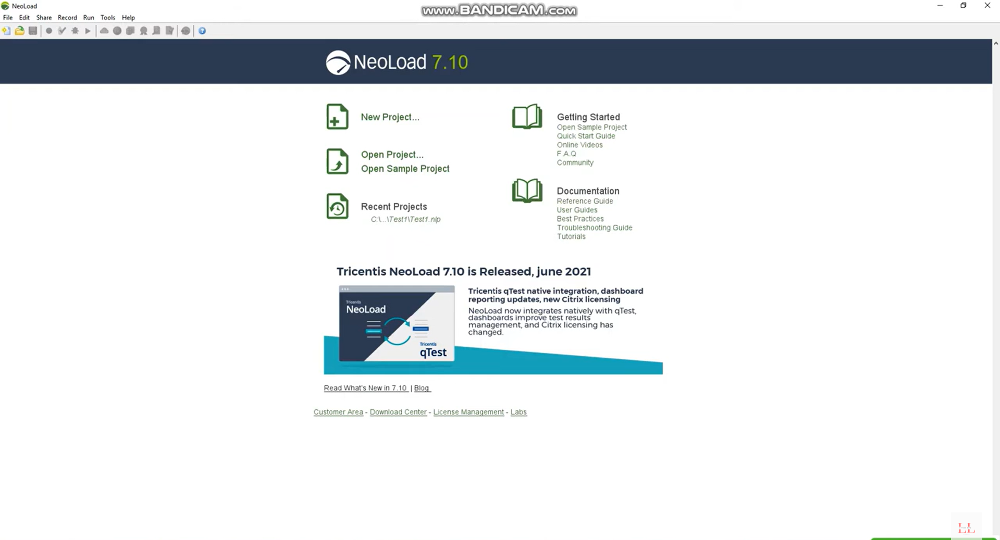 NeoLoad
www.BANDICAM.com
File Edit Share Record Run Tools Help
NeoLoad 7.10
New Project...
Open Project...
Open Sample Project
Recent Projects
C:\...\Test1\Test1.nlp
Getting Started
Open Sample Project
Quick Start Guide
Online Videos
F.A.Q
Community
Documentation
Reference Guide
User Guides
Best Practices
Troubleshooting Guide
Tutorials
Tricentis NeoLoad 7.10 is Released, june 2021
Tricentis
NeoLoad
Tricentis
qTest
Tricentis qTest native integration, dashboard
reporting updates, new Citrix licensing
NeoLoad now integrates natively with qTest,
dashboards improve test results
management, and Citrix licensing has
changed.
Read What's New in 7.10 | Blog
Customer Area - Download Center - License Management - Labs
LL